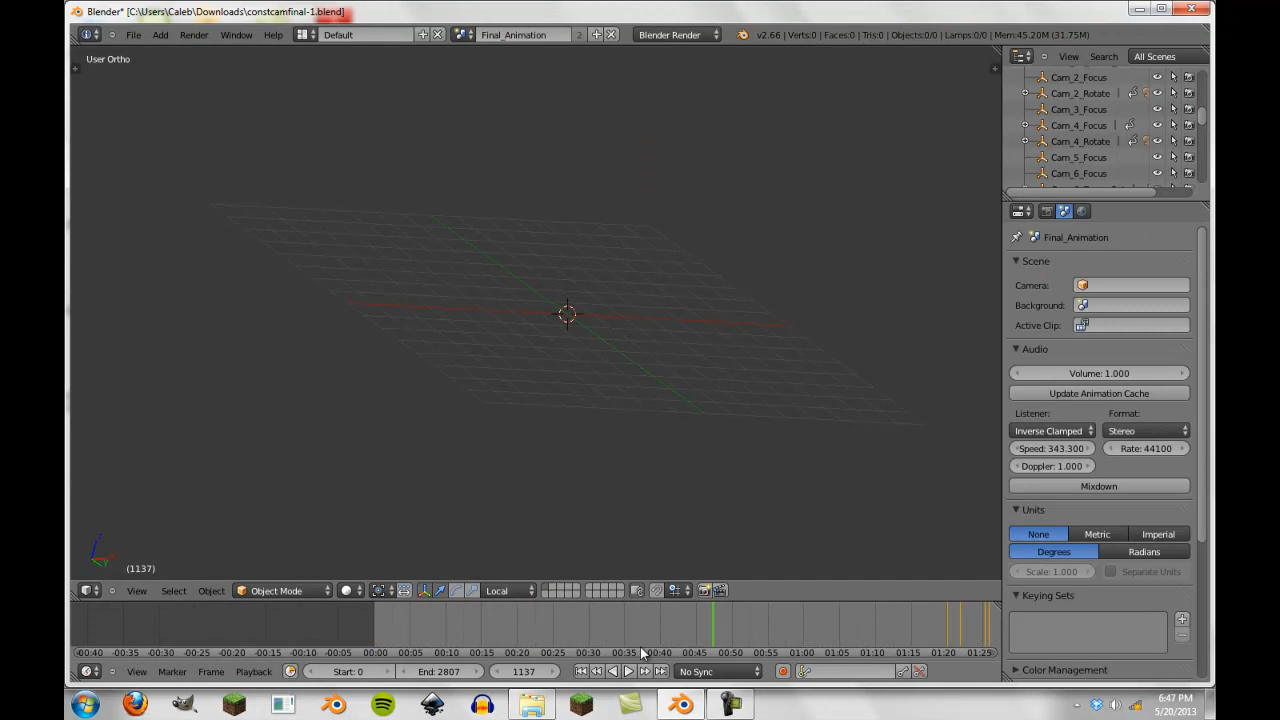 Blender* [C:\Users\Caleb\Downloads\constcamfinal-1.blend]
File Add Render Window Help Default Final_Animation 2 Blender Render v2.66 | Verts:0 | Faces:0 | Tris:0 | Objects:0/0 | Lamps:0/0 | Mem:45.20M (31.75M)
View Search All Scenes
User Ortho
Cam_2_Focus
Cam_2_Rotate
Cam_3_Focus
Cam_4_Focus
Cam_4_Rotate
Cam_5_Focus
Cam_6_Focus
Final_Animation
Scene
Camera:
Background:
Active Clip:
Audio
Volume: 1.000
Update Animation Cache
Listener: Format:
Inverse Clamped Stereo
Speed: 343.300 Rate: 44100
Doppler: 1.000
Mixdown
Units
None Metric Imperial
Degrees Radians
Scale: 1.000 Separate Units
Keying Sets
Color Management
(1137)
View Select Object Object Mode Local
-00:40 -00:35 -00:30 -00:25 -00:20 -00:15 -00:10 -00:05 00:00 00:05 00:10 00:15 00:20 00:25 00:30 00:35 00:40 00:45 00:50 00:55 01:00 01:05 01:10 01:15 01:20 01:25
View Marker Frame Playback Start: 0 End: 2807 1137 No Sync
6:47 PM
5/20/2013